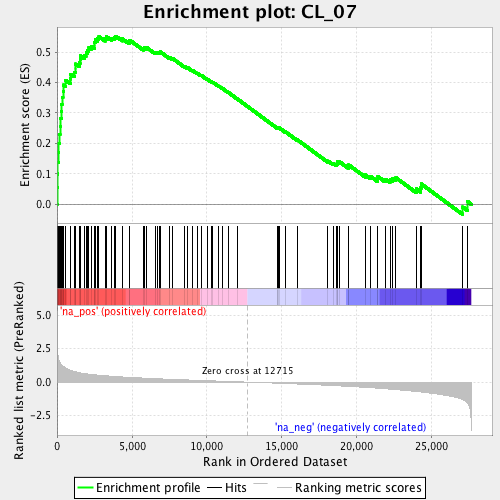 Enrichment plot: CL_07
Enrichment score (ES)
0.5
0.4
0.3
0.2
0.1
0.0
'na_pos' (positively correlated)
Ranked list metric (PreRanked)
5.0
2.5
0.0
-2.5
Zero cross at 12715
'na_neg' (negatively correlated)
0
5,000
10,000
15,000
20,000
25,000
Rank in Ordered Dataset
Enrichment profile
Hits
Ranking metric scores